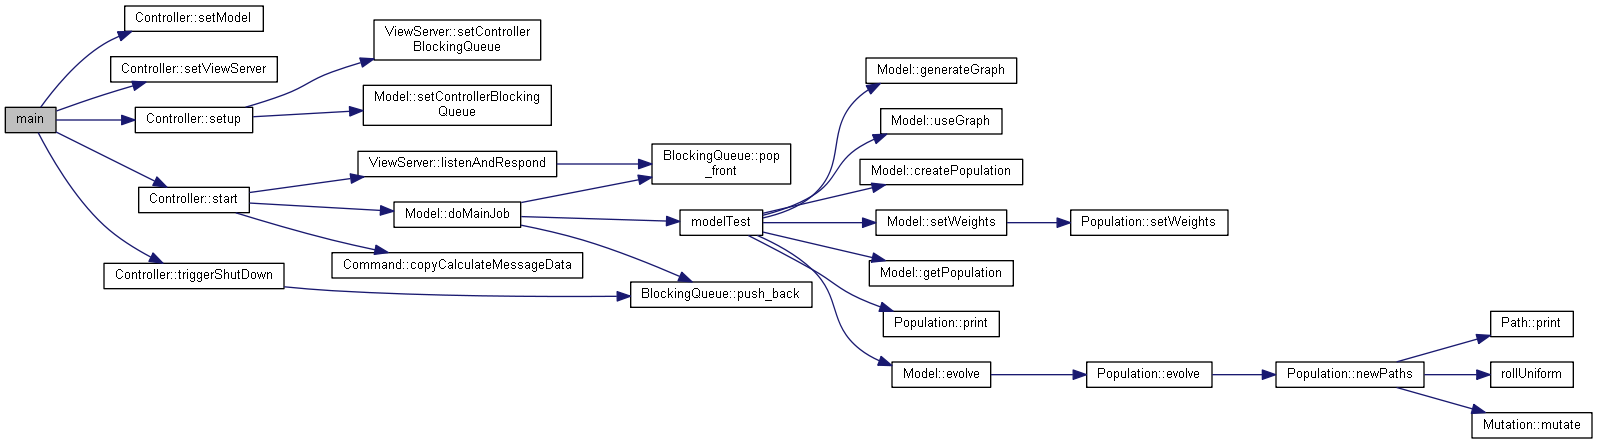 main
Controller::setModel
Controller::setViewServer
Controller::setup
Controller::start
Controller::triggerShutDown
ViewServer::setController
BlockingQueue
Model::setControllerBlocking
Queue
ViewServer::listenAndRespond
Model::doMainJob
Command::copyCalculateMessageData
BlockingQueue::pop
_front
modelTest
BlockingQueue::push_back
Model::generateGraph
Model::useGraph
Model::createPopulation
Model::setWeights
Model::getPopulation
Population::print
Model::evolve
Population::setWeights
Population::evolve
Population::newPaths
Path::print
rollUniform
Mutation::mutate